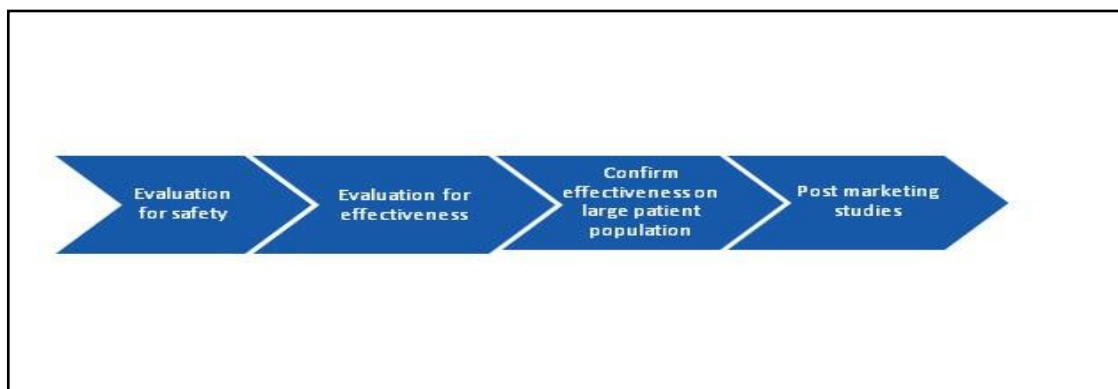 Evaluation
for safety
Evaluation for
effectiveness
Confirm
effectiveness on
large patient
population
Post marketing
studies